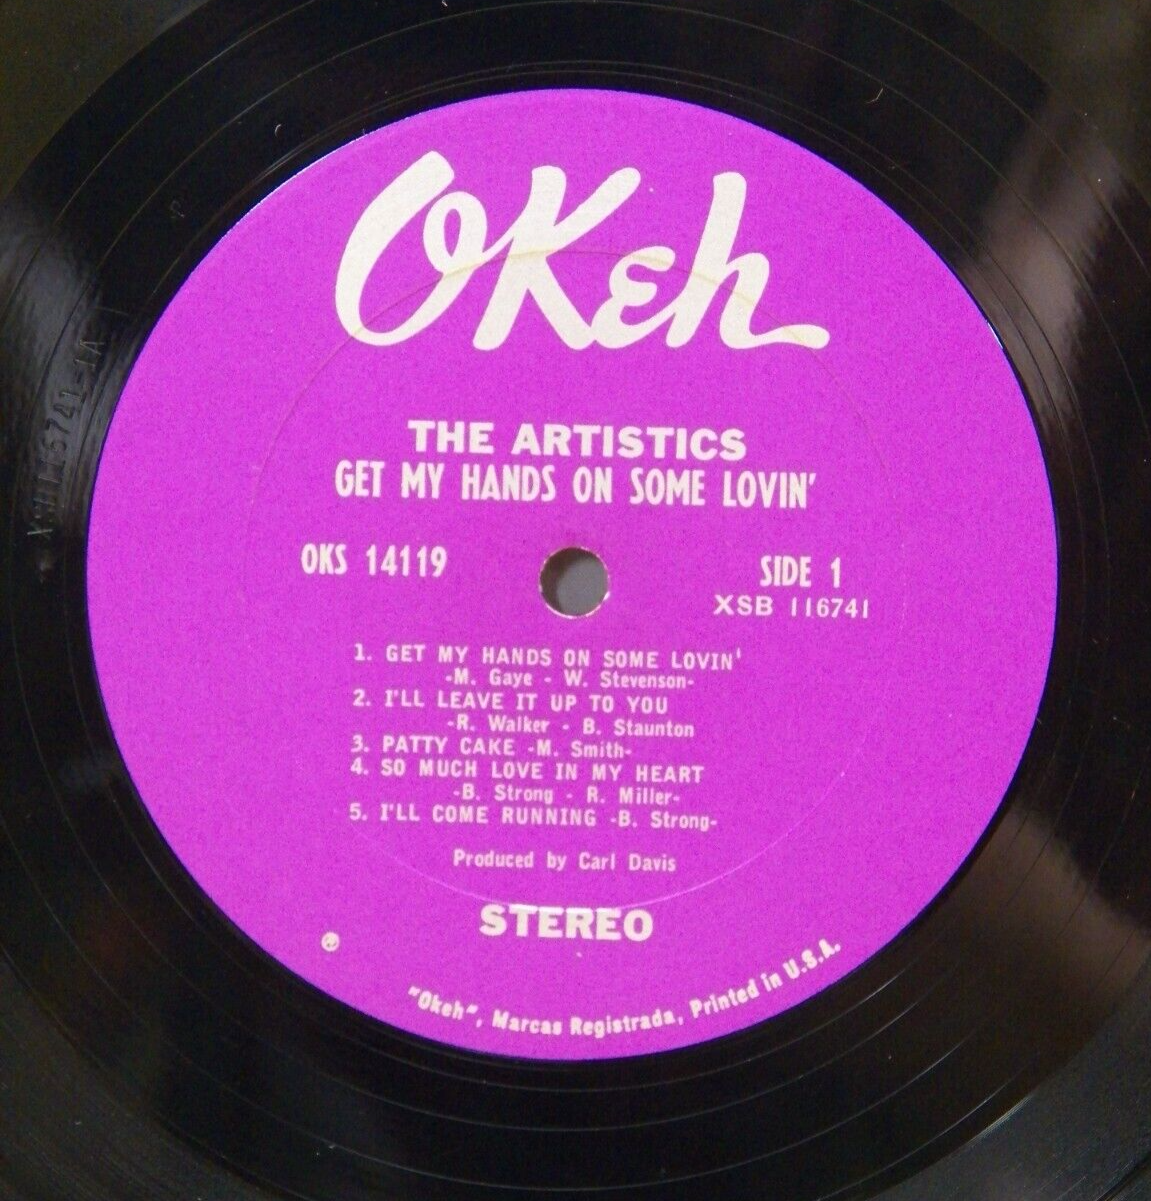 OKeh
THE ARTISTICS
GET MY HANDS ON SOME LOVIN'
OKS 14119
SIDE 1
XSB 116741
1. GET MY HANDS ON SOME LOVIN'
-M. Gaye - W. Stevenson-
2. I'LL LEAVE IT UP TO YOU
-R. Walker - B. Staunton
3. PATTY CAKE -M. Smith-
4. SO MUCH LOVE IN MY HEART
-B. Strong - R. Miller-
5. I'LL COME RUNNING -B. Strong-
Produced by Carl Davis
STEREO
"Okeh", Marcas Registrada, Printed in U.S.A.